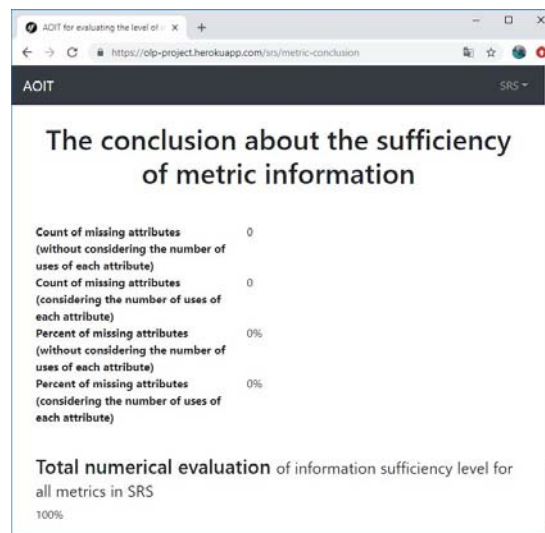 AOIT for evaluating the level of i
https://olp-project.herokuapp.com/srs/metric-conclusion
AOIT
SRS
The conclusion about the sufficiency
of metric information
Count of missing attributes
(without considering the number of
uses of each attribute)
0
Count of missing attributes
(considering the number of uses of
each attribute)
0
Percent of missing attributes
(without considering the number of
uses of each attribute)
0%
Percent of missing attributes
(considering the number of uses of
each attribute)
0%
Total numerical evaluation of information sufficiency level for
all metrics in SRS
100%